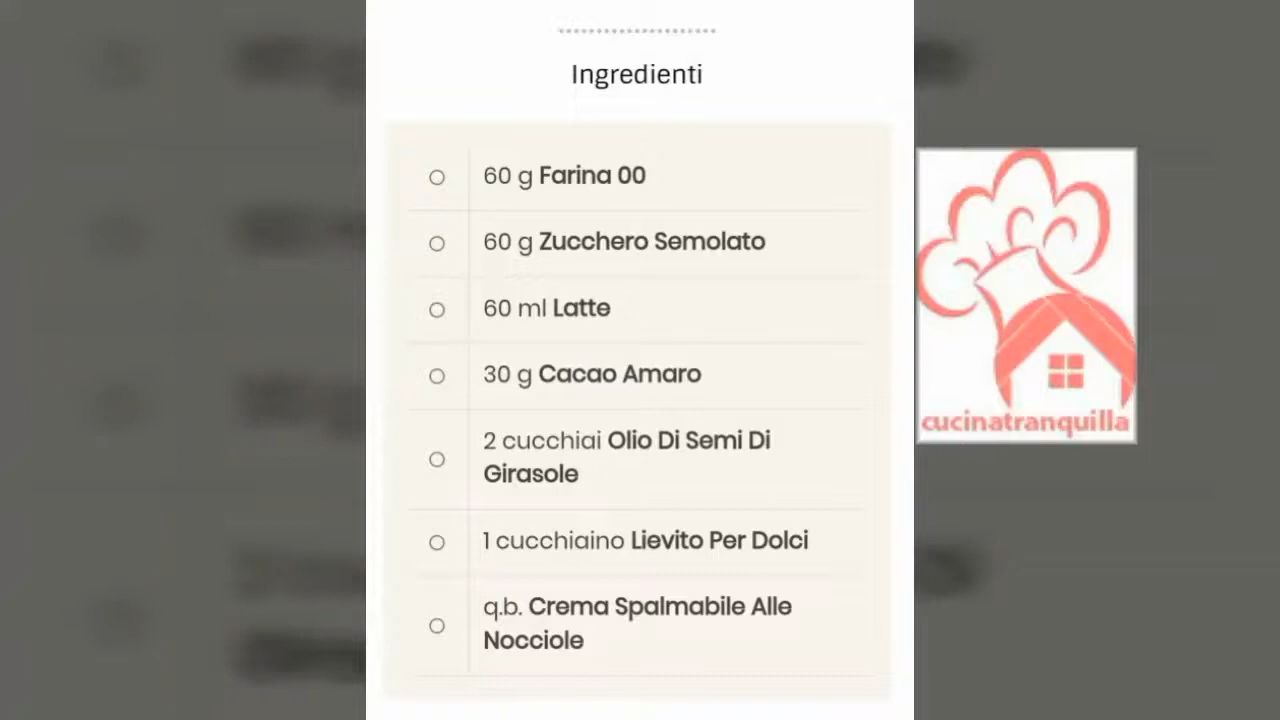 Ingredienti
60 g Farina 00
60 g Zucchero Semolato
60 ml Latte
30 g Cacao Amaro
2 cucchiai Olio Di Semi Di
Girasole
1 cucchiaino Lievito Per Dolci
q.b. Crema Spalmabile Alle
Nocciole
cucinatranquilla